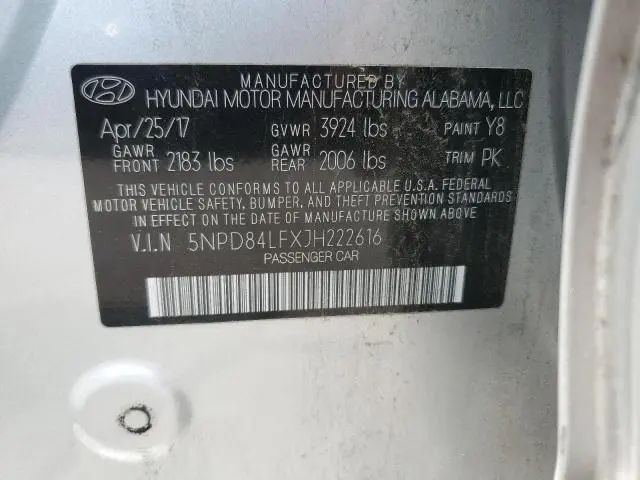 MANUFACTURED BY
HYUNDAI MOTOR MANUFACTURING ALABAMA, LLC
Apr/25/17 GVWR 3924 lbs PAINT Y8
GAWR FRONT 2183 lbs GAWR REAR 2006 lbs TRIM PK
THIS VEHICLE CONFORMS TO ALL APPLICABLE U.S.A. FEDERAL
MOTOR VEHICLE SAFETY, BUMPER, AND THEFT PREVENTION STANDARDS
IN EFFECT ON THE DATE OF MANUFACTURE SHOWN ABOVE
V.I.N 5NPD84LFXJH222616
PASSENGER CAR